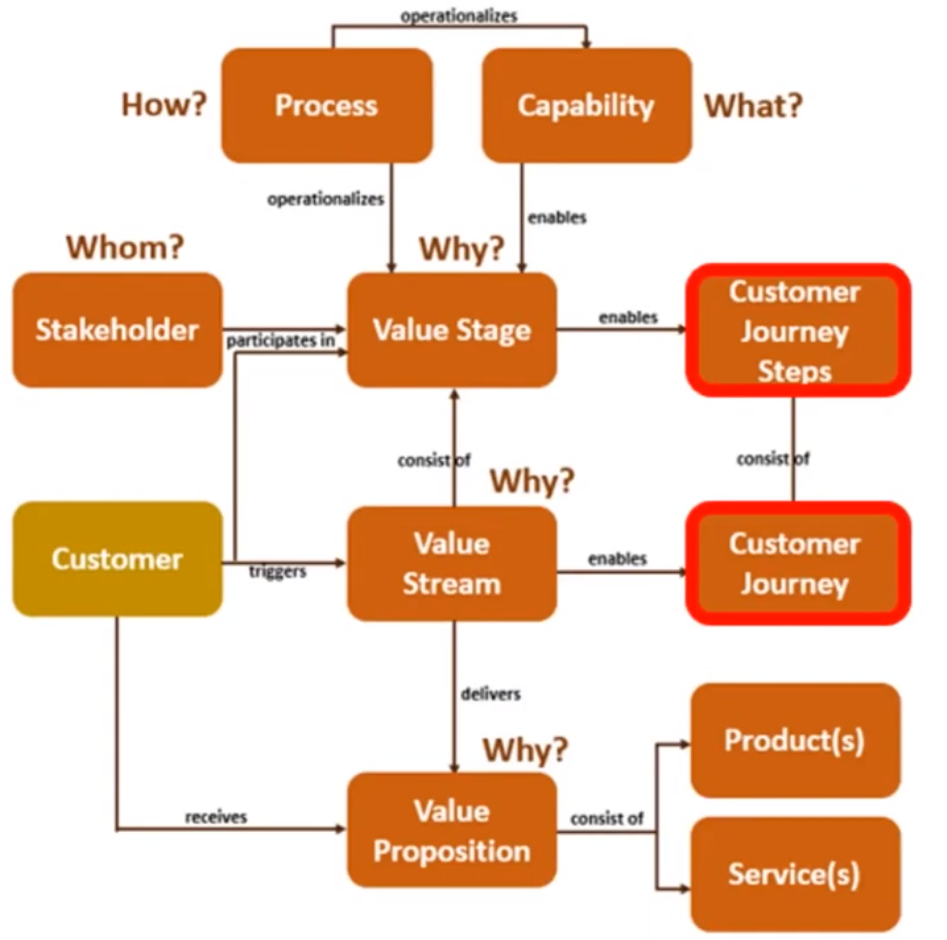 operationalizes
How?
Process
Capability
What?
operationalizes
enables
Whom?
Why?
Stakeholder
participates in
Value Stage
enables
Customer
Journey
Steps
consist of
consist of
Why?
Customer
triggers
Value
Stream
enables
Customer
Journey
delivers
Why?
receives
Value
Proposition
consist of
Product(s)
Service(s)